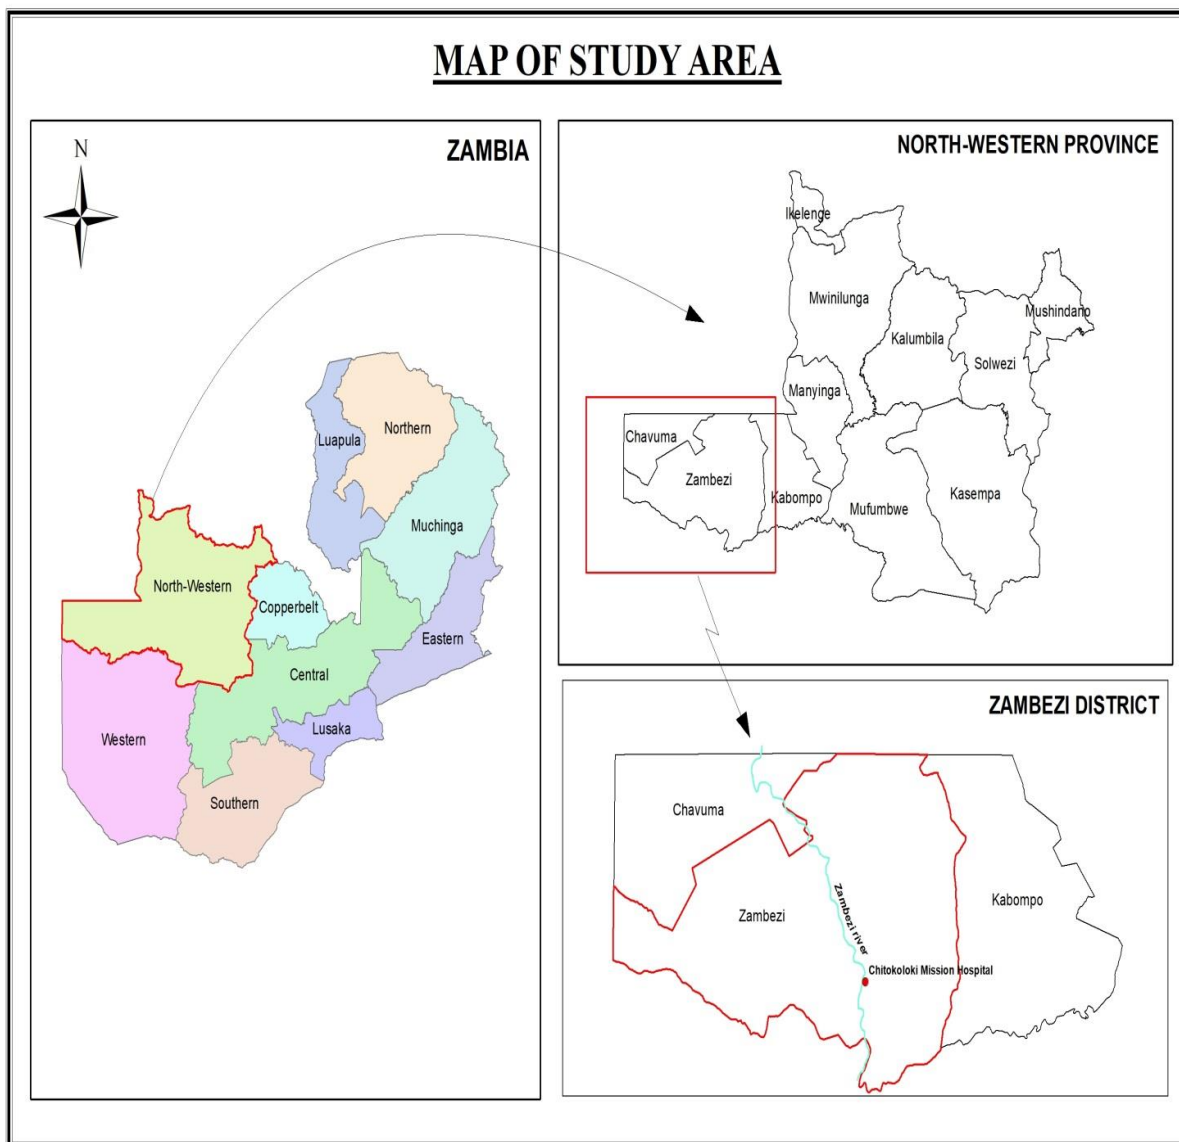 MAP OF STUDY AREA
ZAMBIA
N
Luapula
Northern
Muchinga
North-Western
Copperbelt
Eastern
Central
Lusaka
Western
Southern
NORTH-WESTERN PROVINCE
Ikelenge
Mwinilunga
Mushindano
Kalumbila
Solwezi
Manyinga
Chavuma
Zambezi
Kabompo
Kasempa
Mufumbwe
ZAMBEZI DISTRICT
Chavuma
Kabompo
Zambezi
Zambezi river
Chitokoloki Mission Hospital